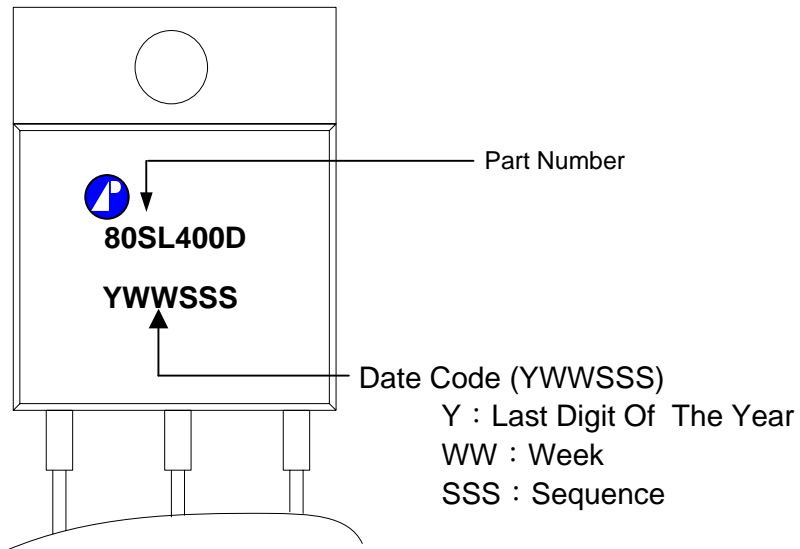 Part Number
80SL400D
YWWSSS
Date Code (YWWSSS)
Y：Last Digit Of The Year
WW：Week
SSS：Sequence